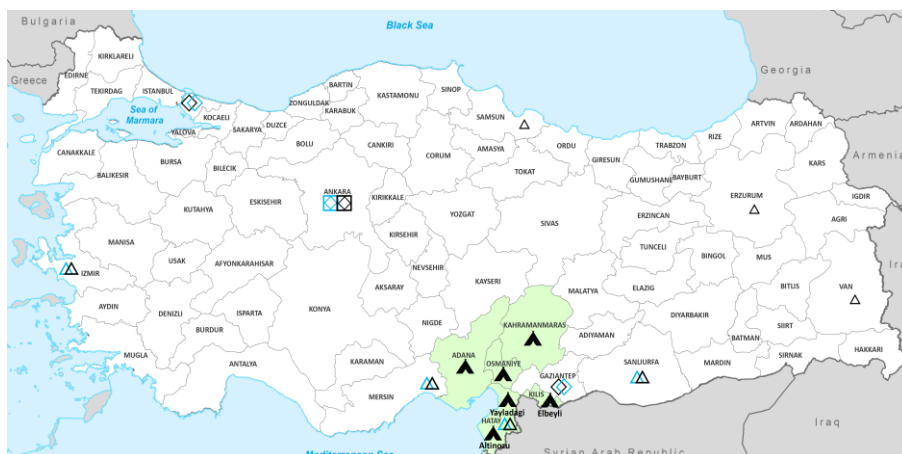 Bulgaria
Black Sea
KIRKLARELI
Georgia
EDIRNE
BARTIN
SINOP
Greece
TEKIRDAG
ISTANBUL
KASTAMONU
ZONGULDAK
KARABUK
ARTVIN
ARDAHAN
Sea of
Marmara
KOCAELI
SAMSUN
RIZE
YALOVA
SAKARYA
DUZCE
ORDU
TRABZON
CANAKKALE
BOLU
CANKIRI
AMASYA
GIRESUN
KARS
Armenia
BALIKESIR
BURSA
BILECIK
CORUM
TOKAT
GUMUSHANE
BAYBURT
ANKARA
KIRIKKALE
ERZURUM
IGDIR
ESKISEHIR
KUTAHYA
YOZGAT
SIVAS
ERZINCAN
AGRI
KIRSEHIR
MANISA
TUNCELI
USAK
AFYONKARAHISAR
NEVSEHIR
BINGOL
MUS
IZMIR
KAYSERI
AKSARAY
MALATYA
ELAZIG
BITLIS
VAN
AYDIN
DENIZLI
ISPARTA
KONYA
DIYARBAKIR
NIGDE
KAHRAMANMARAS
BURDUR
ADIYAMAN
BATMAN
SIIRT
MUGLA
ANTALYA
KARAMAN
ADANA
OSMANIYE
GAZIANTEP
SANLIURFA
MARDIN
SIRNAK
HAKKARI
MERSIN
KILIS
Yayladagi
Elbeyli
HATAY
Iraq
Altinozu
Mediterranean Sea
Syrian Arab Republic